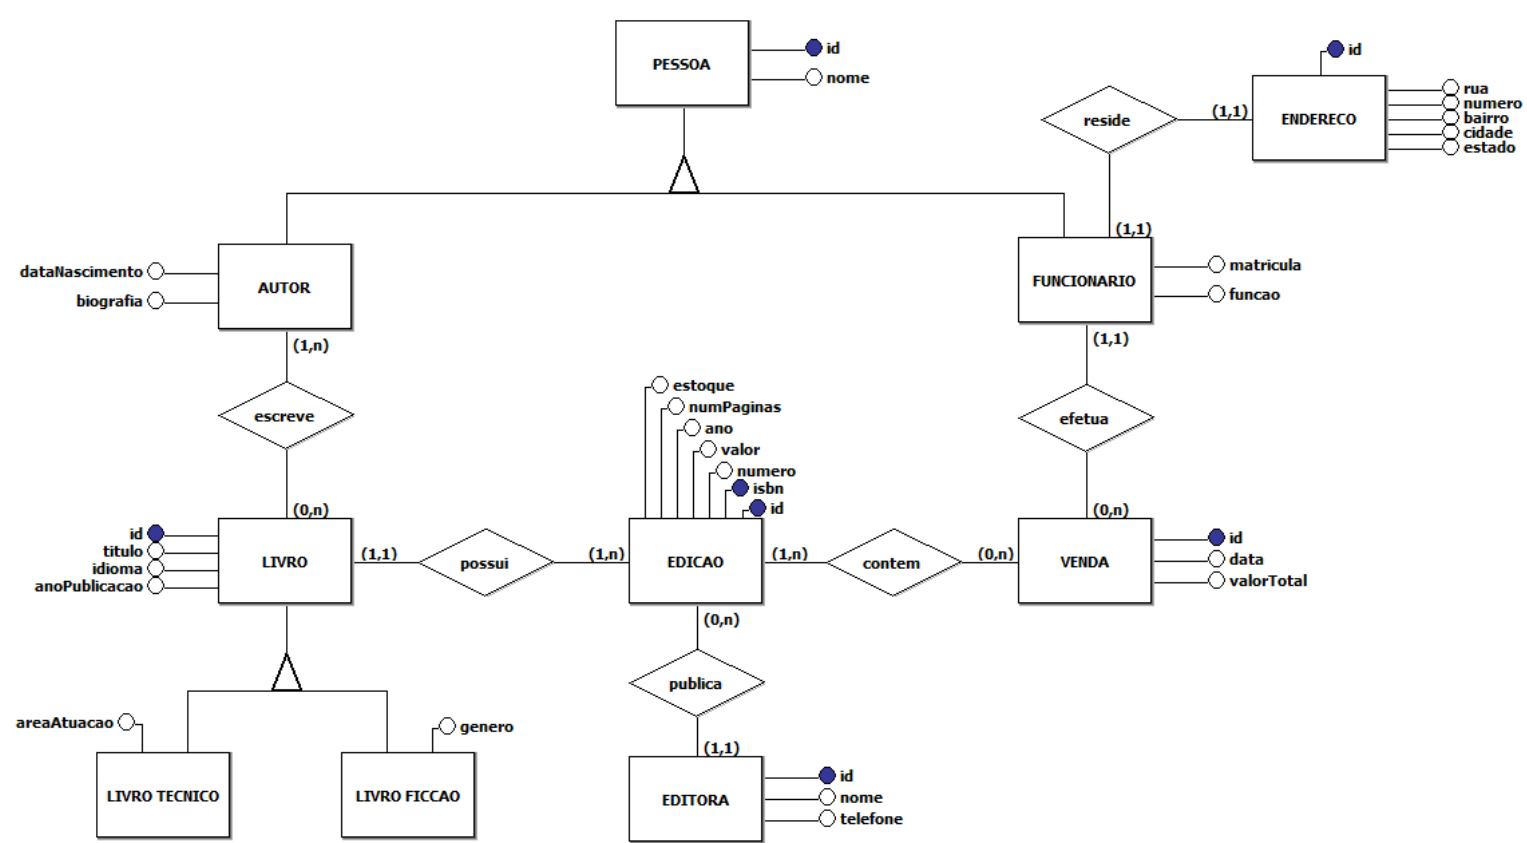 PESSOA
id
nome
reside
(1,1)
(1,1)
ENDERECO
id
rua
numero
bairro
cidade
estado
dataNascimento
biografia
AUTOR
(1,n)
FUNCIONARIO
matricula
funcao
(1,1)
escreve
(0,n)
estoque
numPaginas
ano
valor
numero
isbn
id
efetua
(0,n)
id
titulo
idioma
anoPublicacao
LIVRO
(1,1)
possui
(1,n)
EDICAO
(1,n)
contem
(0,n)
VENDA
id
data
valorTotal
(0,n)
publica
(1,1)
areaAtuacao
LIVRO TECNICO
genero
LIVRO FICCAO
EDITORA
id
nome
telefone